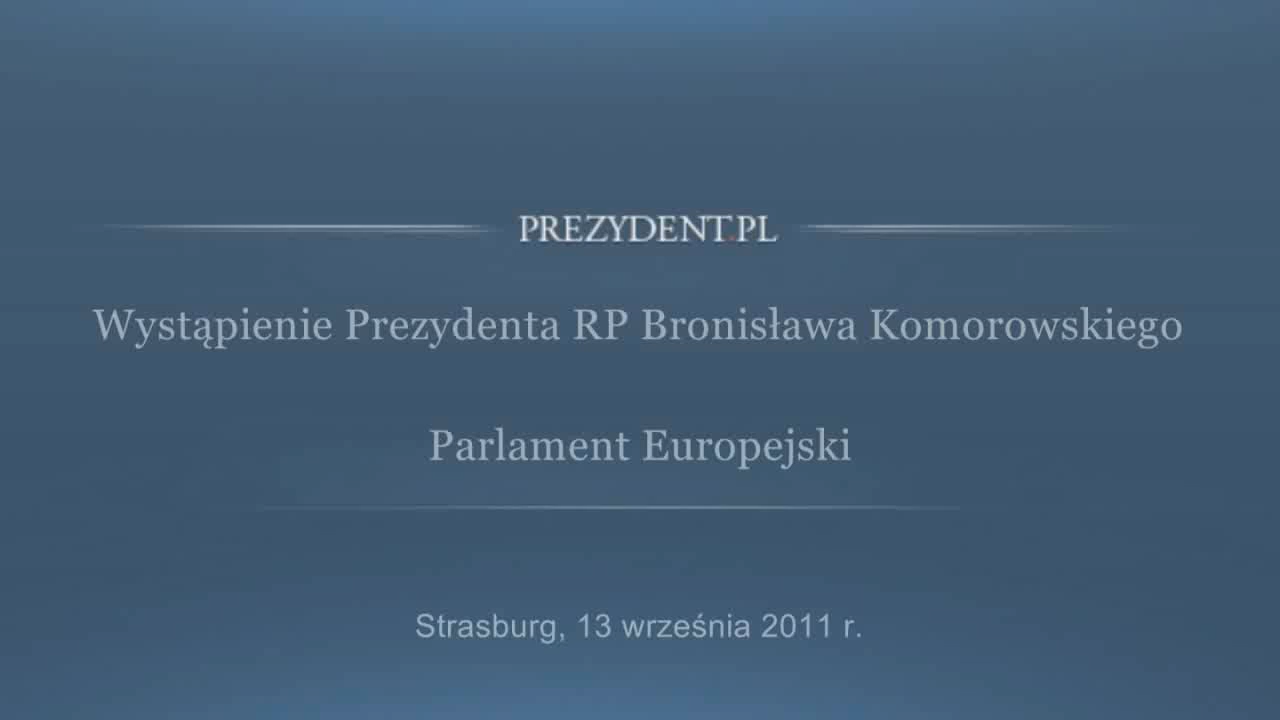 PREZYDENT.PL
Wystąpienie Prezydenta RP Bronisława Komorowskiego
Parlament Europejski
Strasburg, 13 września 2011 r.